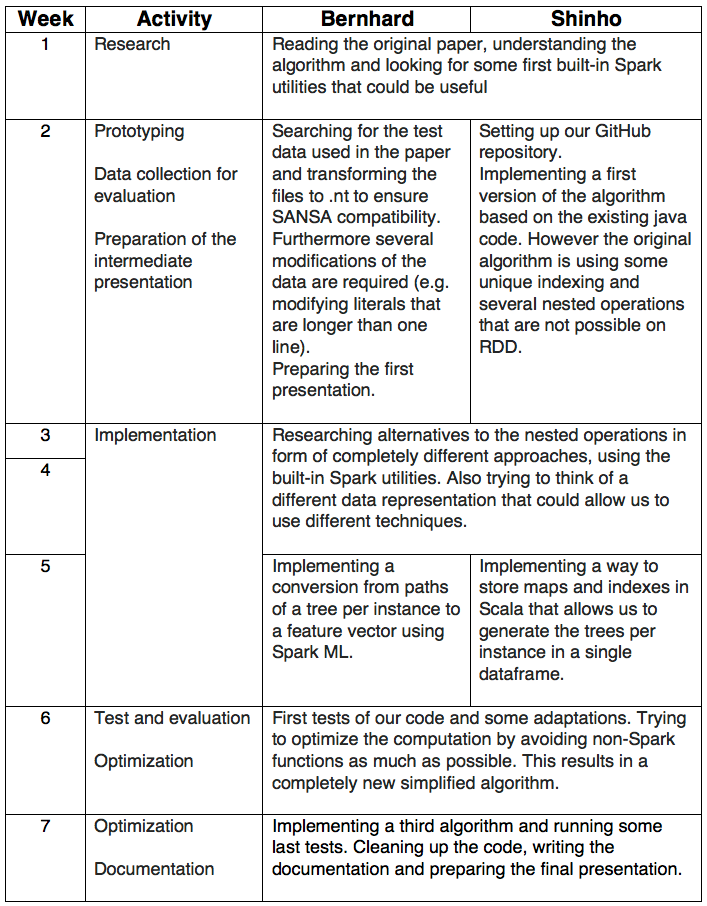 Week Activity Bernhard Shinho
1 Research Reading the original paper, understanding the
algorithm and looking for some first built-in Spark
utilities that could be useful
2
Prototyping
Data collection for
evaluation
Preparation of the
intermediate
presentation
Searching for the test
data used in the paper
and transforming the
files to .nt to ensure
SANSA compatibility.
Furthermore several
modifications of the
data are required (e.g.
modifying literals that
are longer than one
line).
Preparing the first
presentation.
Setting up our GitHub
repository.
Implementing a first
version of the algorithm
based on the existing java
code. However the original
algorithm is using some
unique indexing and
several nested operations
that are not possible on
RDD.
3
4
Implementation
Researching alternatives to the nested operations in
form of completely different approaches, using the
built-in Spark utilities. Also trying to think of a
different data representation that could allow us to
use different techniques.
5
Implementing a
conversion from paths
of a tree per instance to
a feature vector using
Spark ML.
Implementing a way to
store maps and indexes in
Scala that allows us to
generate the trees per
instance in a single
dataframe.
6
Test and evaluation
Optimization
First tests of our code and some adaptations. Trying
to optimize the computation by avoiding non-Spark
functions as much as possible. This results in a
completely new simplified algorithm.
7
Optimization
Documentation
Implementing a third algorithm and running some
last tests. Cleaning up the code, writing the
documentation and preparing the final presentation.